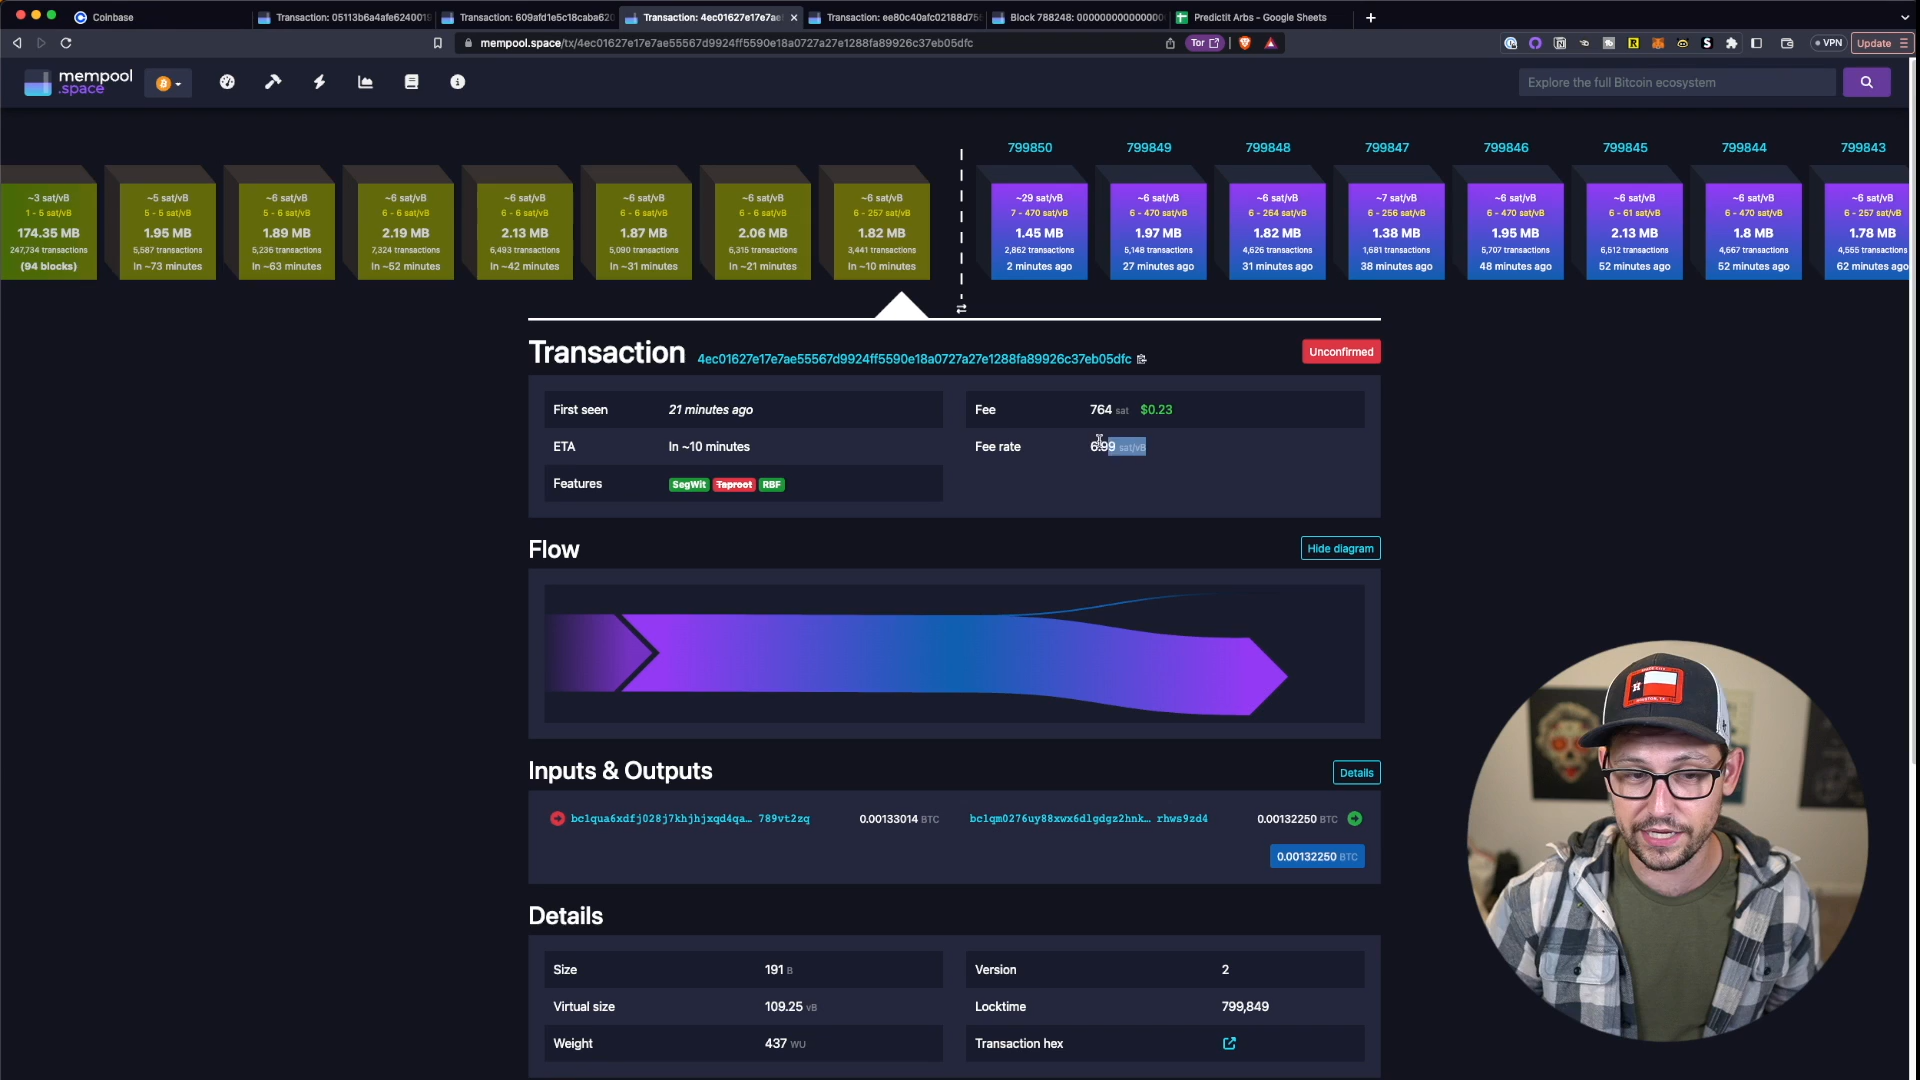 Coinbase
Transaction: 05113b6a4afe6240019
Transaction: 609afd1e5c18caba620
Transaction: 4ec01627e17e7ae
Transaction: ee80c40afc02188d75
Block 788248: 0000000000000000
PredictIt Arbs - Google Sheets
mempool.space/tx/4ec01627e17e7ae55567d9924ff5590e18a0727a27e1288fa89926c37eb05dfc
Tor
VPN
Update
mempool
.space
Explore the full Bitcoin ecosystem
799850 799849 799848 799847 799846 799845 799844 799843
~3 sat/vB ~5 sat/vB ~6 sat/vB ~6 sat/vB ~6 sat/vB ~6 sat/vB ~6 sat/vB ~6 sat/vB ~29 sat/vB ~6 sat/vB ~6 sat/vB ~7 sat/vB ~6 sat/vB ~6 sat/vB ~6 sat/vB ~6 sat/vB
1 - 5 sat/vB 5 - 5 sat/vB 5 - 6 sat/vB 6 - 6 sat/vB 6 - 6 sat/vB 6 - 6 sat/vB 6 - 6 sat/vB 6 - 257 sat/vB 7 - 470 sat/vB 6 - 470 sat/vB 6 - 264 sat/vB 6 - 256 sat/vB 6 - 470 sat/vB 6 - 61 sat/vB 6 - 470 sat/vB 6 - 257 sat/vB
174.35 MB 1.95 MB 1.89 MB 2.19 MB 2.13 MB 1.87 MB 2.06 MB 1.82 MB 1.45 MB 1.97 MB 1.82 MB 1.38 MB 1.95 MB 2.13 MB 1.8 MB 1.78 MB
247,734 transactions 5,587 transactions 5,236 transactions 7,324 transactions 6,493 transactions 5,090 transactions 6,315 transactions 3,441 transactions 2,862 transactions 5,148 transactions 4,626 transactions 1,681 transactions 5,707 transactions 6,512 transactions 4,667 transactions 4,555 transactions
(94 blocks) In ~73 minutes In ~63 minutes In ~52 minutes In ~42 minutes In ~31 minutes In ~21 minutes In ~10 minutes 2 minutes ago 27 minutes ago 31 minutes ago 38 minutes ago 48 minutes ago 52 minutes ago 52 minutes ago 62 minutes ago
Transaction 4ec01627e17e7ae55567d9924ff5590e18a0727a27e1288fa89926c37eb05dfc Unconfirmed
First seen 21 minutes ago
Fee 764 sat $0.23
ETA In ~10 minutes
Fee rate 6.99 sat/vB
Features SegWit Taproot RBF
Flow Hide diagram
Inputs & Outputs Details
bc1qua6xdfj028j7khjhjxqd4qa… 789vt2zq 0.00133014 BTC
bc1qm0276uy88xwx6dlgdgz2hnk… rhws9zd4 0.00132250 BTC
0.00132250 BTC
Details
Size 191 B
Version 2
Virtual size 109.25 vB
Locktime 799,849
Weight 437 WU
Transaction hex